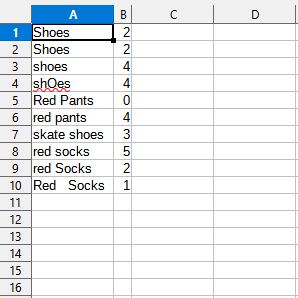 A B C D
1 Shoes 2
2 Shoes 2
3 shoes 4
4 shOes 4
5 Red Pants 0
6 red pants 4
7 skate shoes 3
8 red socks 5
9 red Socks 2
10 Red   Socks 1
11
12
13
14
15
16